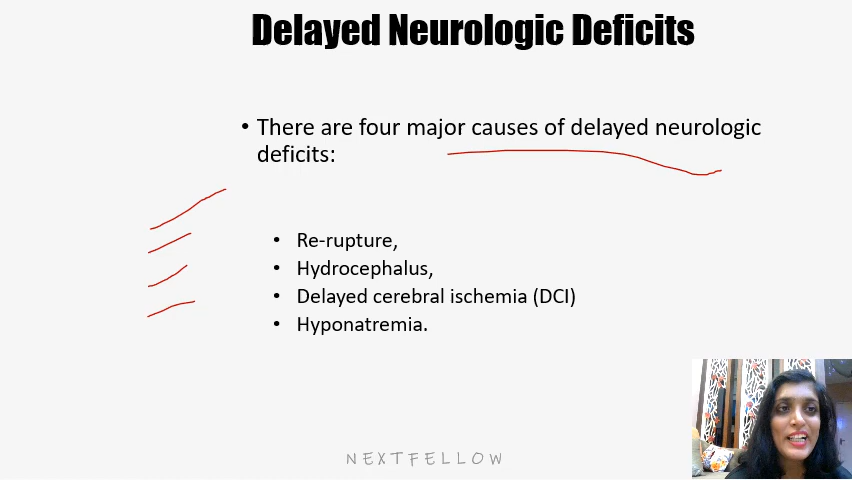 Delayed Neurologic Deficits
• There are four major causes of delayed neurologic
deficits:
• Re-rupture,
• Hydrocephalus,
• Delayed cerebral ischemia (DCI)
• Hyponatremia.
NEXTFELLOW